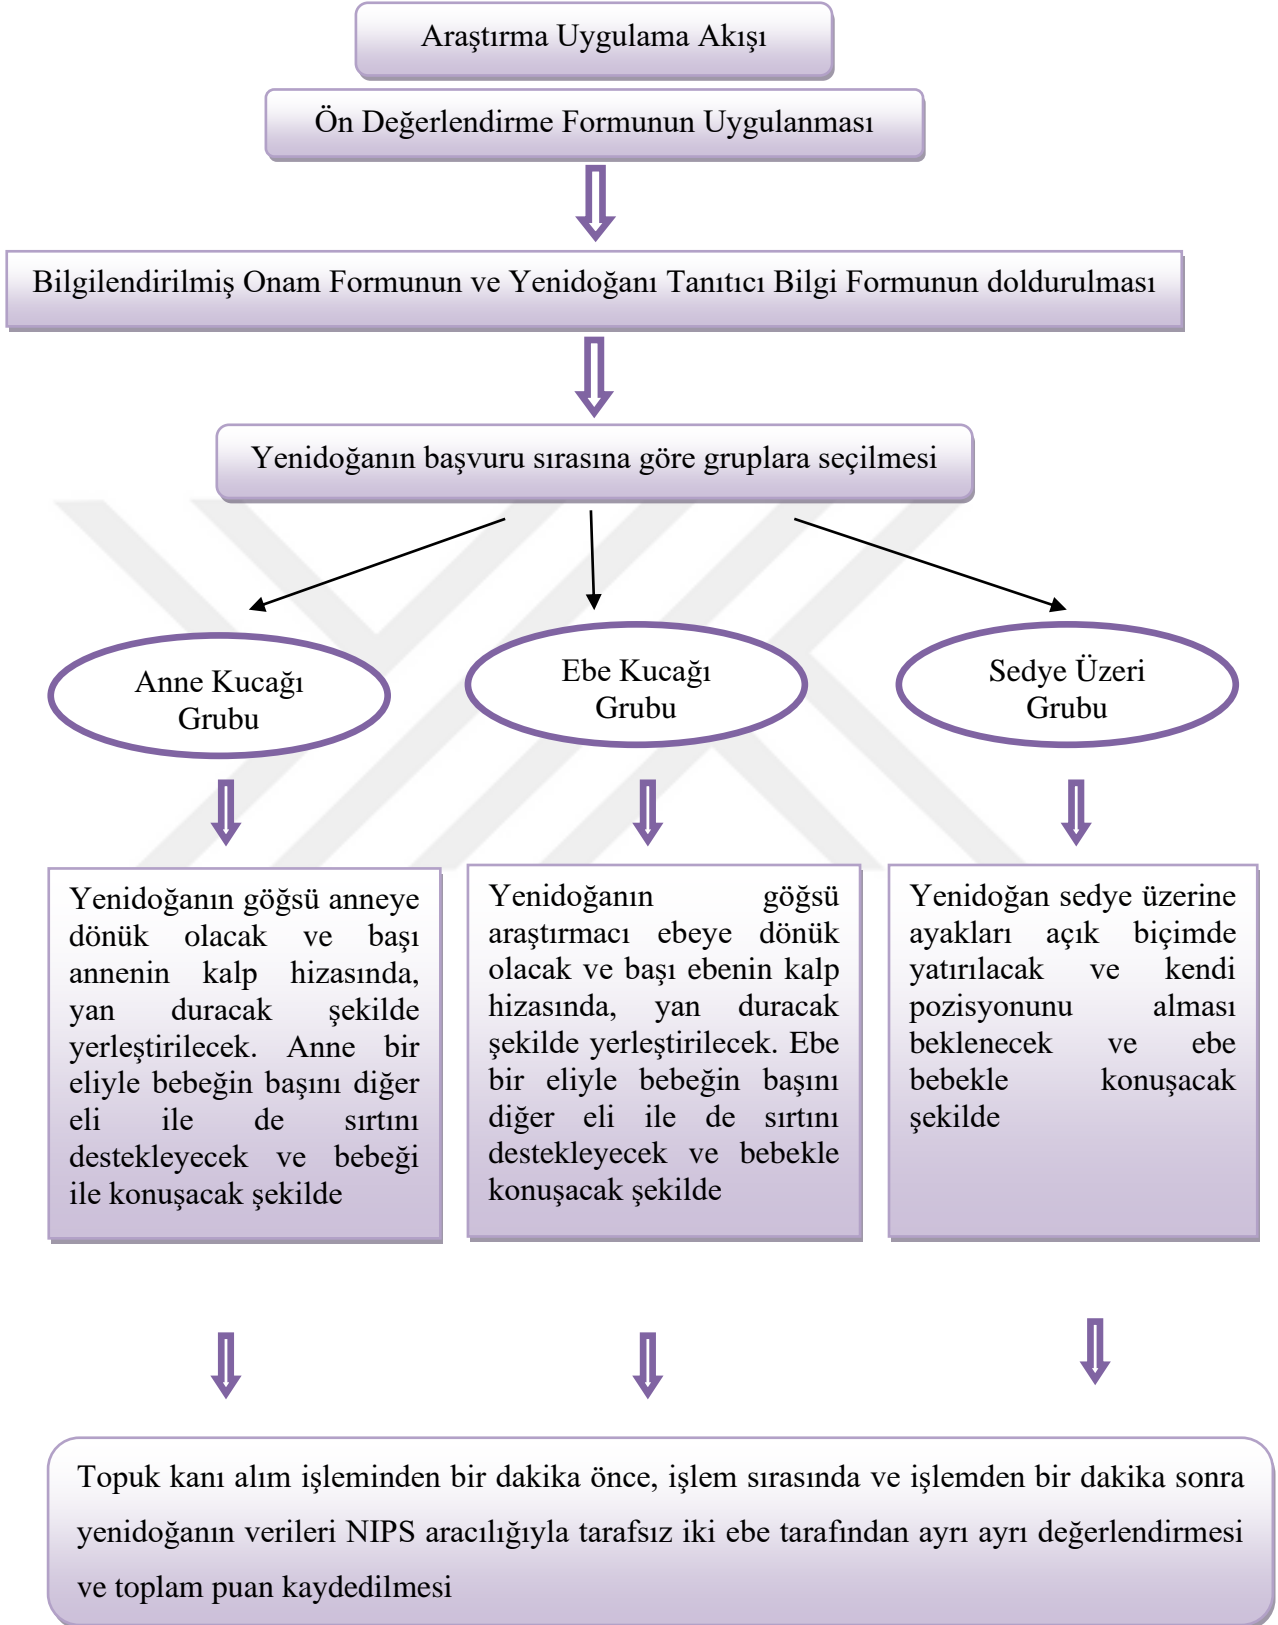 Araştırma Uygulama Akışı
Ön Değerlendirme Formunun Uygulanması
Bilgilendirilmiş Onam Formunun ve Yenidoğanı Tanıtıcı Bilgi Formunun doldurulması
Yenidoğanın başvuru sırasına göre gruplara seçilmesi
Anne Kucağı
Grubu
Ebe Kucağı
Grubu
Sedye Üzeri
Grubu
Yenidoğanın göğsü anneye
dönük olacak ve başı
annenin kalp hizasında,
yan duracak şekilde
yerleştirilecek. Anne bir
eliyle bebeğin başını diğer
eli ile de sırtını
destekleyecek ve bebeği
ile konuşacak şekilde
Yenidoğanın göğsü
araştırmacı ebeye dönük
olacak ve başı ebenin kalp
hizasında, yan duracak
şekilde yerleştirilecek. Ebe
bir eliyle bebeğin başını
diğer eli ile de sırtını
destekleyecek ve bebekle
konuşacak şekilde
Yenidoğan sedye üzerine
ayakları açık biçimde
yatırılacak ve kendi
pozisyonunu alması
beklenecek ve ebe
bebekle konuşacak
şekilde
Topuk kanı alım işleminden bir dakika önce, işlem sırasında ve işlemden bir dakika sonra
yenidoğanın verileri NIPS aracılığıyla tarafsız iki ebe tarafından ayrı ayrı değerlendirmesi
ve toplam puan kaydedilmesi